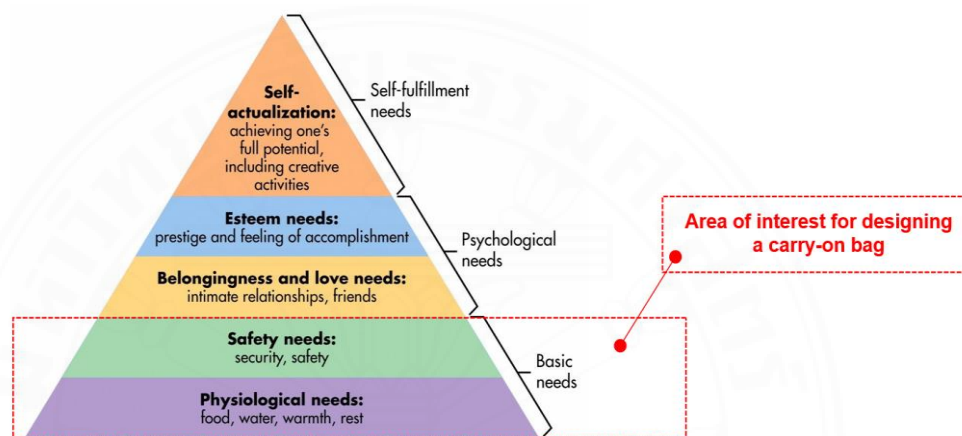 Self-
actualization:
achieving one's
full potential,
including creative
activities
Self-fulfillment
needs
Esteem needs:
prestige and feeling of accomplishment
Psychological
needs
Belongingness and love needs:
intimate relationships, friends
Safety needs:
security, safety
Basic
needs
Physiological needs:
food, water, warmth, rest
Area of interest for designing
a carry-on bag